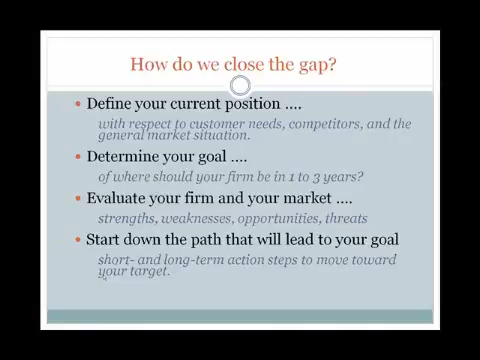 How do we close the gap?
Define your current position ....
with respect to customer needs, competitors, and the
general market situation.
Determine your goal ....
of where should your firm be in 1 to 3 years?
Evaluate your firm and your market ....
strengths, weaknesses, opportunities, threats
Start down the path that will lead to your goal
short- and long-term action steps to move toward
your target.